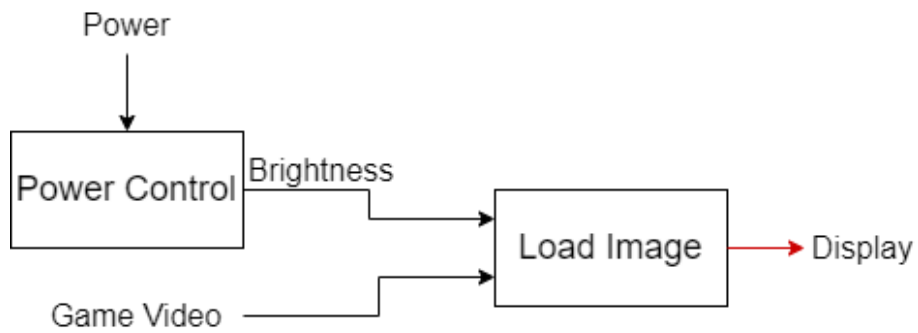 Power
Power Control
Brightness
Load Image
Display
Game Video